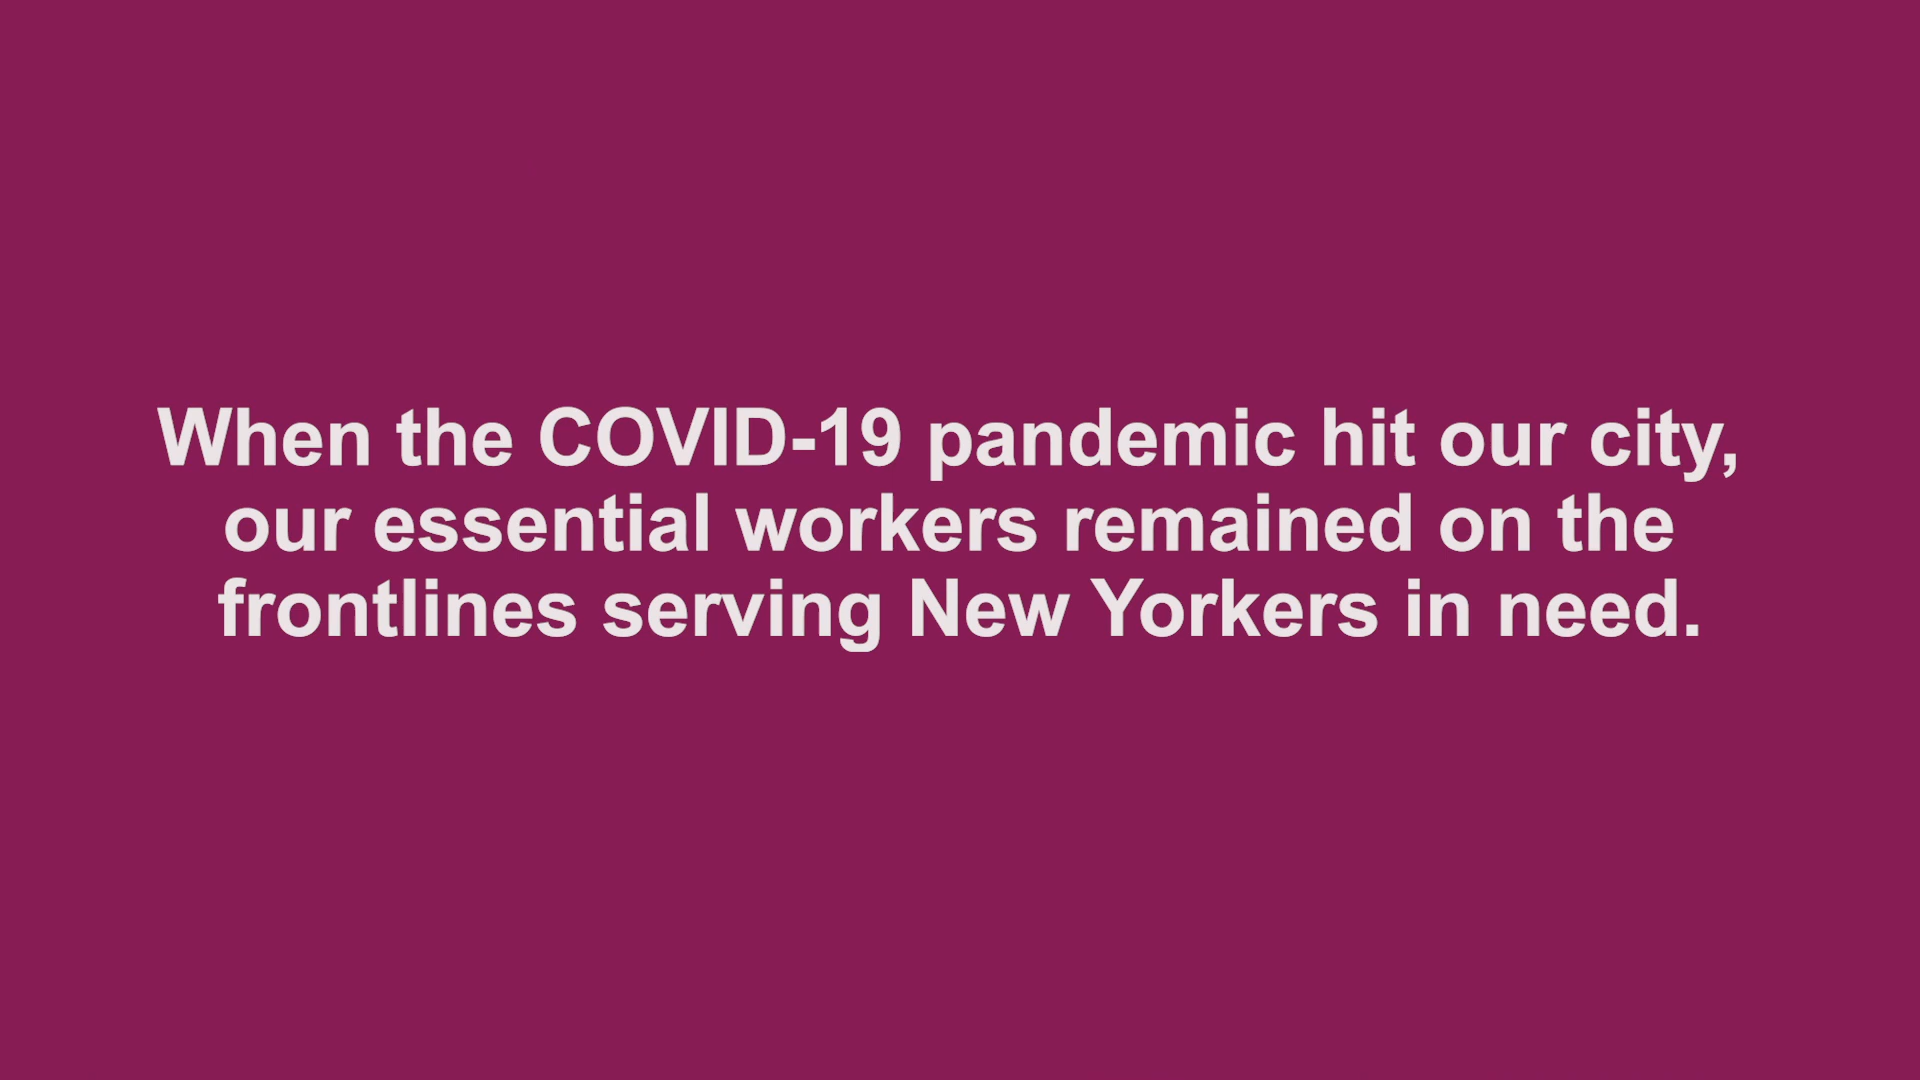 When the COVID-19 pandemic hit our city,
our essential workers remained on the
frontlines serving New Yorkers in need.